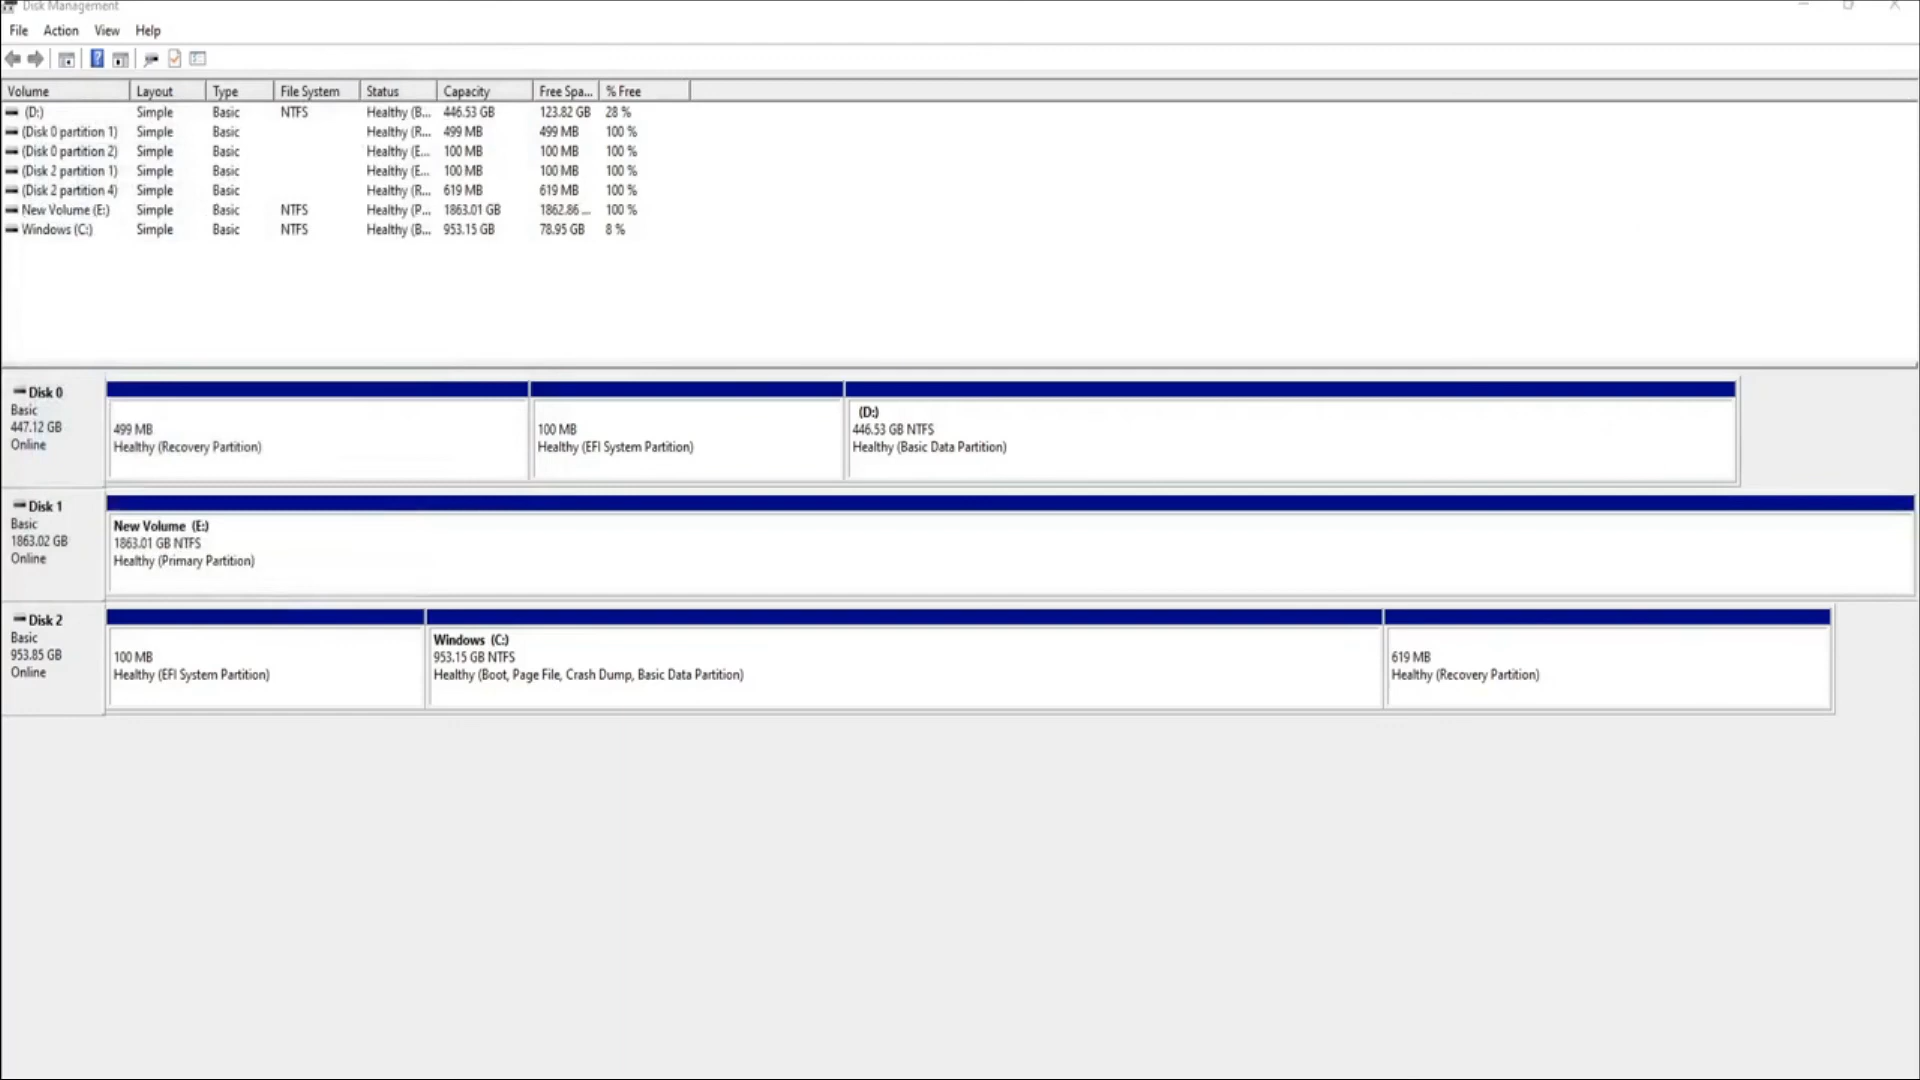 Disk Management
File Action View Help
Volume Layout Type File System Status Capacity Free Spa... % Free
(D:) Simple Basic NTFS Healthy (B... 446.53 GB 123.82 GB 28 %
(Disk 0 partition 1) Simple Basic Healthy (R... 499 MB 499 MB 100 %
(Disk 0 partition 2) Simple Basic Healthy (E... 100 MB 100 MB 100 %
(Disk 2 partition 1) Simple Basic Healthy (E... 100 MB 100 MB 100 %
(Disk 2 partition 4) Simple Basic Healthy (R... 619 MB 619 MB 100 %
New Volume (E:) Simple Basic NTFS Healthy (P... 1863.01 GB 1862.86 ... 100 %
Windows (C:) Simple Basic NTFS Healthy (B... 953.15 GB 78.95 GB 8 %
Disk 0
Basic
447.12 GB
Online
499 MB
Healthy (Recovery Partition)
100 MB
Healthy (EFI System Partition)
(D:)
446.53 GB NTFS
Healthy (Basic Data Partition)
Disk 1
Basic
1863.02 GB
Online
New Volume (E:)
1863.01 GB NTFS
Healthy (Primary Partition)
Disk 2
Basic
953.85 GB
Online
100 MB
Healthy (EFI System Partition)
Windows (C:)
953.15 GB NTFS
Healthy (Boot, Page File, Crash Dump, Basic Data Partition)
619 MB
Healthy (Recovery Partition)